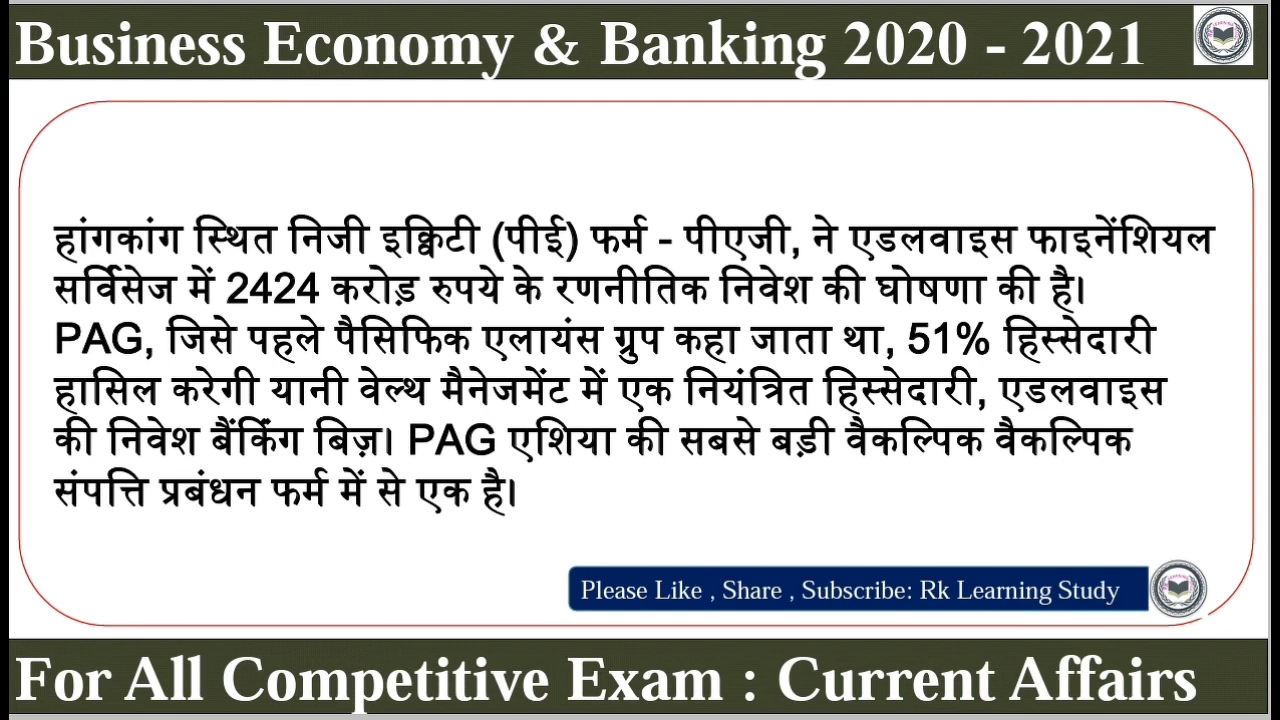 Business Economy & Banking 2020 - 2021
हांगकांग स्थित निजी इक्विटी (पीई) फर्म - पीएजी, ने एडलवाइस फाइनेंशियल
सर्विसेज में 2424 करोड़ रुपये के रणनीतिक निवेश की घोषणा की है।
PAG, जिसे पहले पैसिफिक एलायंस ग्रुप कहा जाता था, 51% हिस्सेदारी
हासिल करेगी यानी वेल्थ मैनेजमेंट में एक नियंत्रित हिस्सेदारी, एडलवाइस
की निवेश बैंकिंग बिज़। PAG एशिया की सबसे बड़ी वैकल्पिक वैकल्पिक
संपत्ति प्रबंधन फर्म में से एक है।
Please Like , Share , Subscribe: Rk Learning Study
For All Competitive Exam : Current Affairs